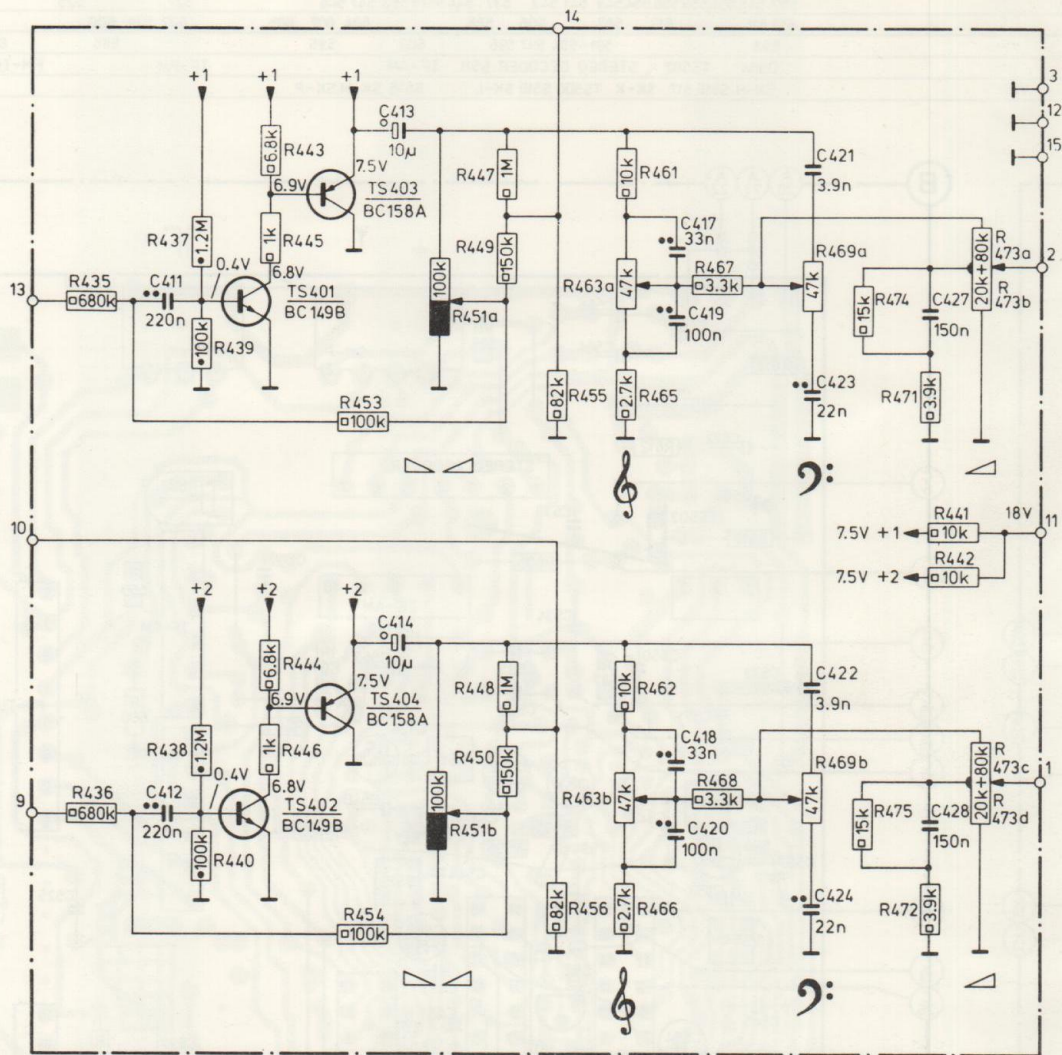 14
3
12
15
+1
+1
+1
C413
10μ
6.8k
R443
7.5V
6.9V
TS403
BC158A
R447
1M
10k
R461
C421
3.9n
R437
1.2M
1k
R445
R449
150k
C417
33n
R467
3.3k
R469a
47k
R
473a
20k+80k
R
473b
2
0.4V
6.8V
13
R435
680k
C411
220n
TS401
BC149B
100k
R451a
R463a
47k
C419
100n
R474
15k
C427
150n
100k
R439
R453
100k
82k
R455
2.7k
R465
C423
22n
R471
3.9k
10
R441
10k
18V
11
7.5V +1
R442
7.5V +2
10k
+2
+2
+2
C414
10μ
6.8k
R444
7.5V
6.9V
TS404
BC158A
R448
1M
10k
R462
C422
3.9n
R438
1.2M
1k
R446
R450
150k
C418
33n
R468
3.3k
R469b
47k
R
473c
20k+80k
R
473d
1
0.4V
6.8V
9
R436
680k
C412
220n
TS402
BC149B
100k
R451b
R463b
47k
C420
100n
R475
15k
C428
150n
100k
R440
R454
100k
82k
R456
2.7k
R466
C424
22n
R472
3.9k